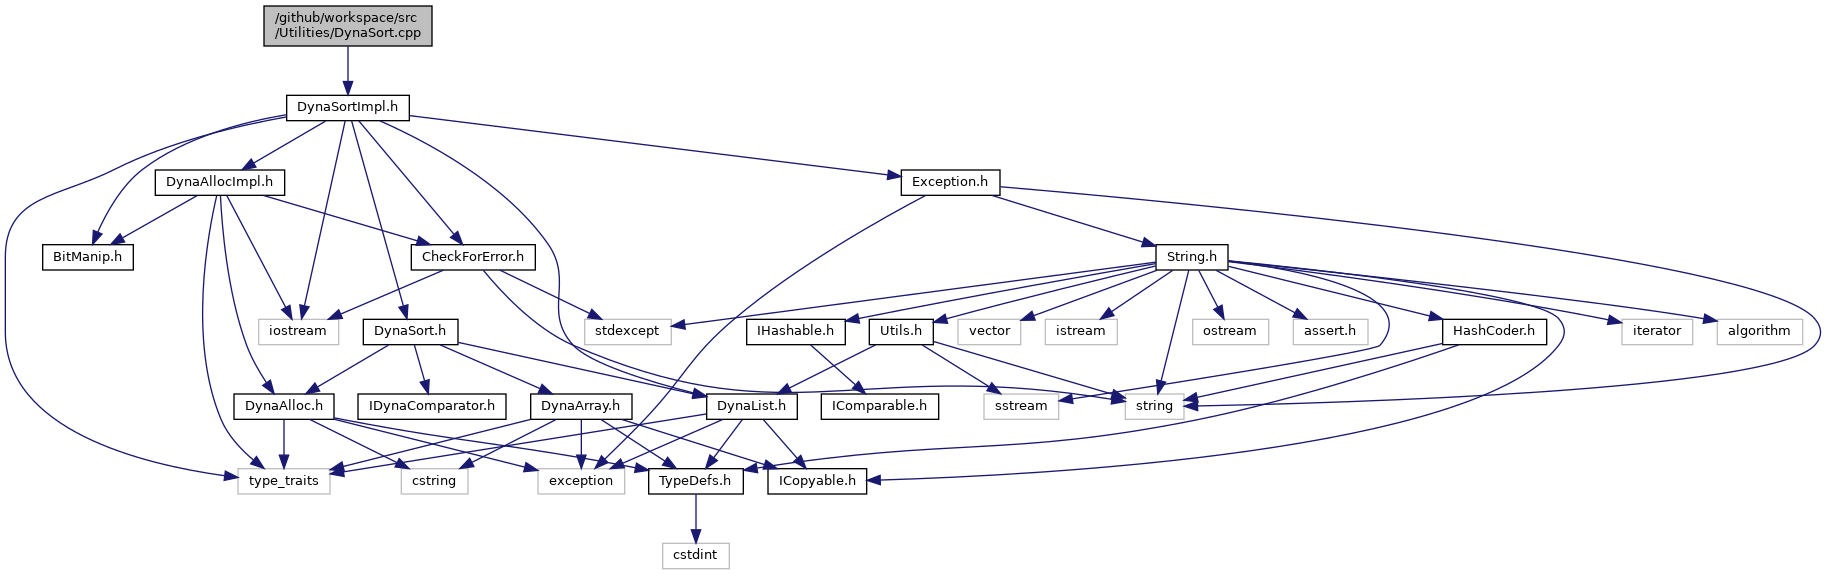 /github/workspace/src
/Utilities/DynaSort.cpp
DynaSortImpl.h
DynaAllocImpl.h
Exception.h
BitManip.h
CheckForError.h
String.h
iostream
DynaSort.h
stdexcept
IHashable.h
Utils.h
vector
istream
ostream
assert.h
HashCoder.h
iterator
algorithm
DynaAlloc.h
IDynaComparator.h
DynaArray.h
DynaList.h
IComparable.h
sstream
string
type_traits
cstring
exception
TypeDefs.h
ICopyable.h
cstdint